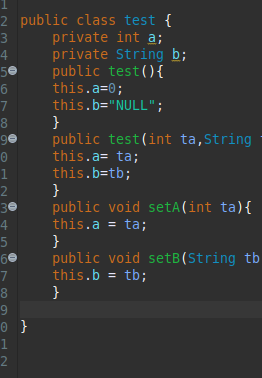 1
2 public class test {
3 private int a;
4 private String b;
5 public test(){
6 this.a=0;
7 this.b="NULL";
8 }
9 public test(int ta,String
0 this.a= ta;
1 this.b=tb;
2 }
3 public void setA(int ta){
4 this.a = ta;
5 }
6 public void setB(String tb
7 this.b = tb;
8 }
9
0 }
1
2